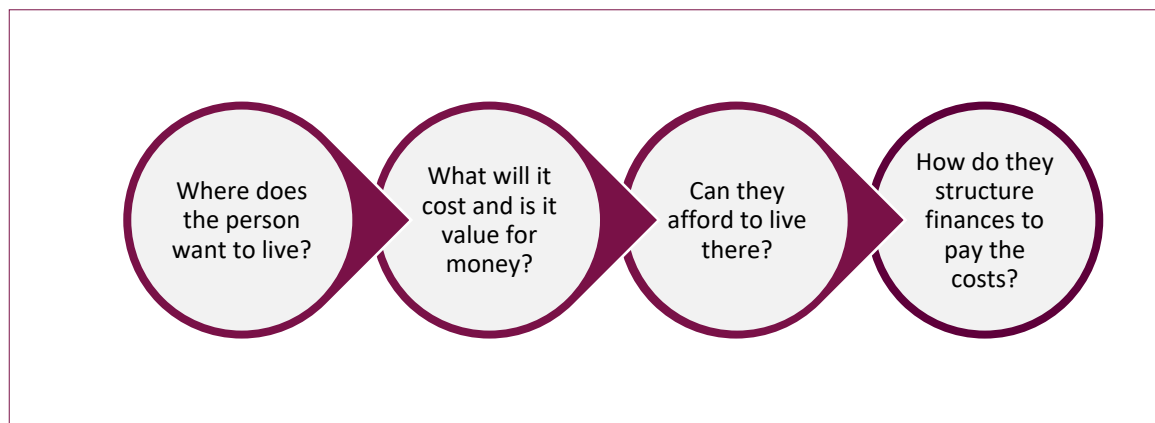 Where does
the person
want to live?
What will it
cost and is it
value for
money?
Can they
afford to live
there?
How do they
structure
finances to
pay the
costs?